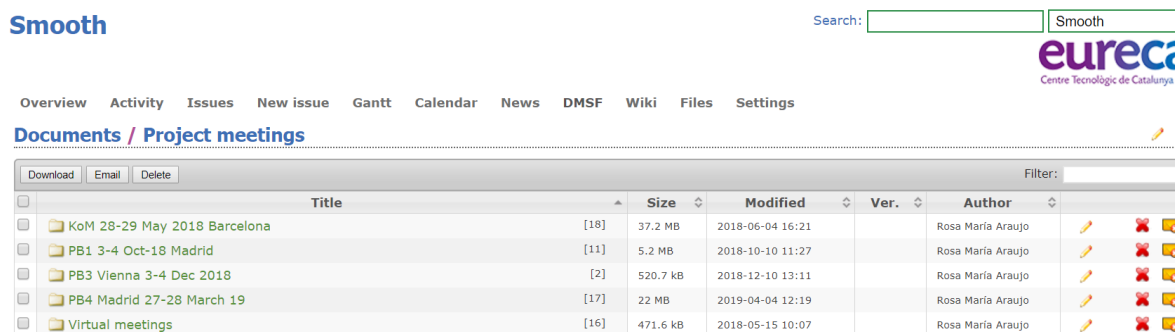 Smooth
Search: Smooth
eureca
Centre Tecnològic de Catalunya
Overview Activity Issues New issue Gantt Calendar News DMSF Wiki Files Settings
Documents / Project meetings
Download Email Delete Filter:
Title Size Modified Ver. Author
KoM 28-29 May 2018 Barcelona [18] 37.2 MB 2018-06-04 16:21 Rosa María Araujo
PB1 3-4 Oct-18 Madrid [11] 5.2 MB 2018-10-10 11:27 Rosa María Araujo
PB3 Vienna 3-4 Dec 2018 [2] 520.7 kB 2018-12-10 13:11 Rosa María Araujo
PB4 Madrid 27-28 March 19 [17] 22 MB 2019-04-04 12:19 Rosa María Araujo
Virtual meetings [16] 471.6 kB 2018-05-15 10:07 Rosa María Araujo